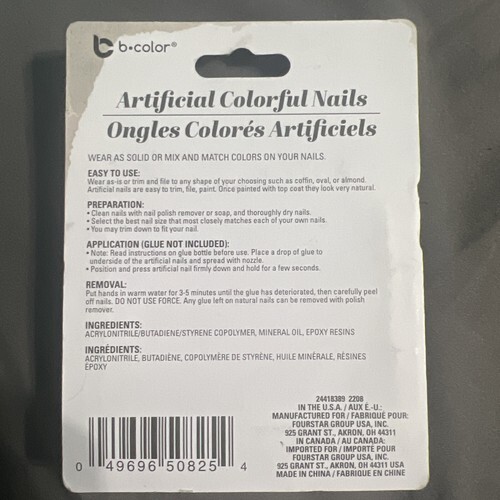 b•color®
Artificial Colorful Nails
Ongles Colorés Artificiels
WEAR AS SOLID OR MIX AND MATCH COLORS ON YOUR NAILS.
EASY TO USE:
Wear as-is or trim and file to any shape of your choosing such as coffin, oval, or almond.
Artificial nails are easy to trim, file, paint. Once painted with top coat they look very natural.
PREPARATION:
• Clean nails with nail polish remover or soap, and thoroughly dry nails.
• Select the best nail size that most closely matches each of your own nails.
• You may trim down to fit your nail.
APPLICATION (GLUE NOT INCLUDED):
• Note: Read instructions on glue bottle before use. Place a drop of glue to
underside of the artificial nails and spread with nozzle.
• Position and press artificial nail firmly down and hold for a few seconds.
REMOVAL:
Put hands in warm water for 3-5 minutes until the glue has deteriorated, then carefully peel
off nails. DO NOT USE FORCE. Any glue left on natural nails can be removed with polish
remover.
INGREDIENTS:
ACRYLONITRILE/BUTADIENE/STYRENE COPOLYMER, MINERAL OIL, EPOXY RESINS
INGRÉDIENTS:
ACRYLONITRILE, BUTADIÈNE, COPOLYMÈRE DE STYRÈNE, HUILE MINÉRALE, RÉSINES
ÉPOXY
24418389 2208
IN THE U.S.A. / AUX É.-U.:
MANUFACTURED FOR / FABRIQUÉ POUR:
FOURSTAR GROUP USA, INC.
925 GRANT ST., AKRON, OH 44311
IN CANADA / AU CANADA:
IMPORTED FOR / IMPORTÉ POUR:
FOURSTAR GROUP USA, INC.
925 GRANT ST., AKRON, OH 44311 USA
MADE IN CHINA / FABRIQUÉ EN CHINE
0 49696 50825 4